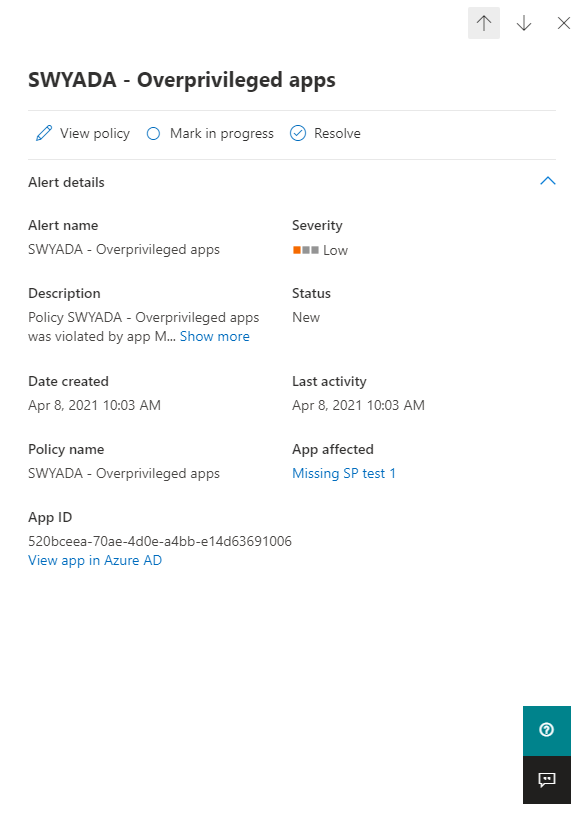 SWYADA - Overprivileged apps
View policy Mark in progress Resolve
Alert details
Alert name
SWYADA - Overprivileged apps
Severity
Low
Description
Policy SWYADA - Overprivileged apps
was violated by app M... Show more
Status
New
Date created
Apr 8, 2021 10:03 AM
Last activity
Apr 8, 2021 10:03 AM
Policy name
SWYADA - Overprivileged apps
App affected
Missing SP test 1
App ID
520bceea-70ae-4d0e-a4bb-e14d63691006
View app in Azure AD